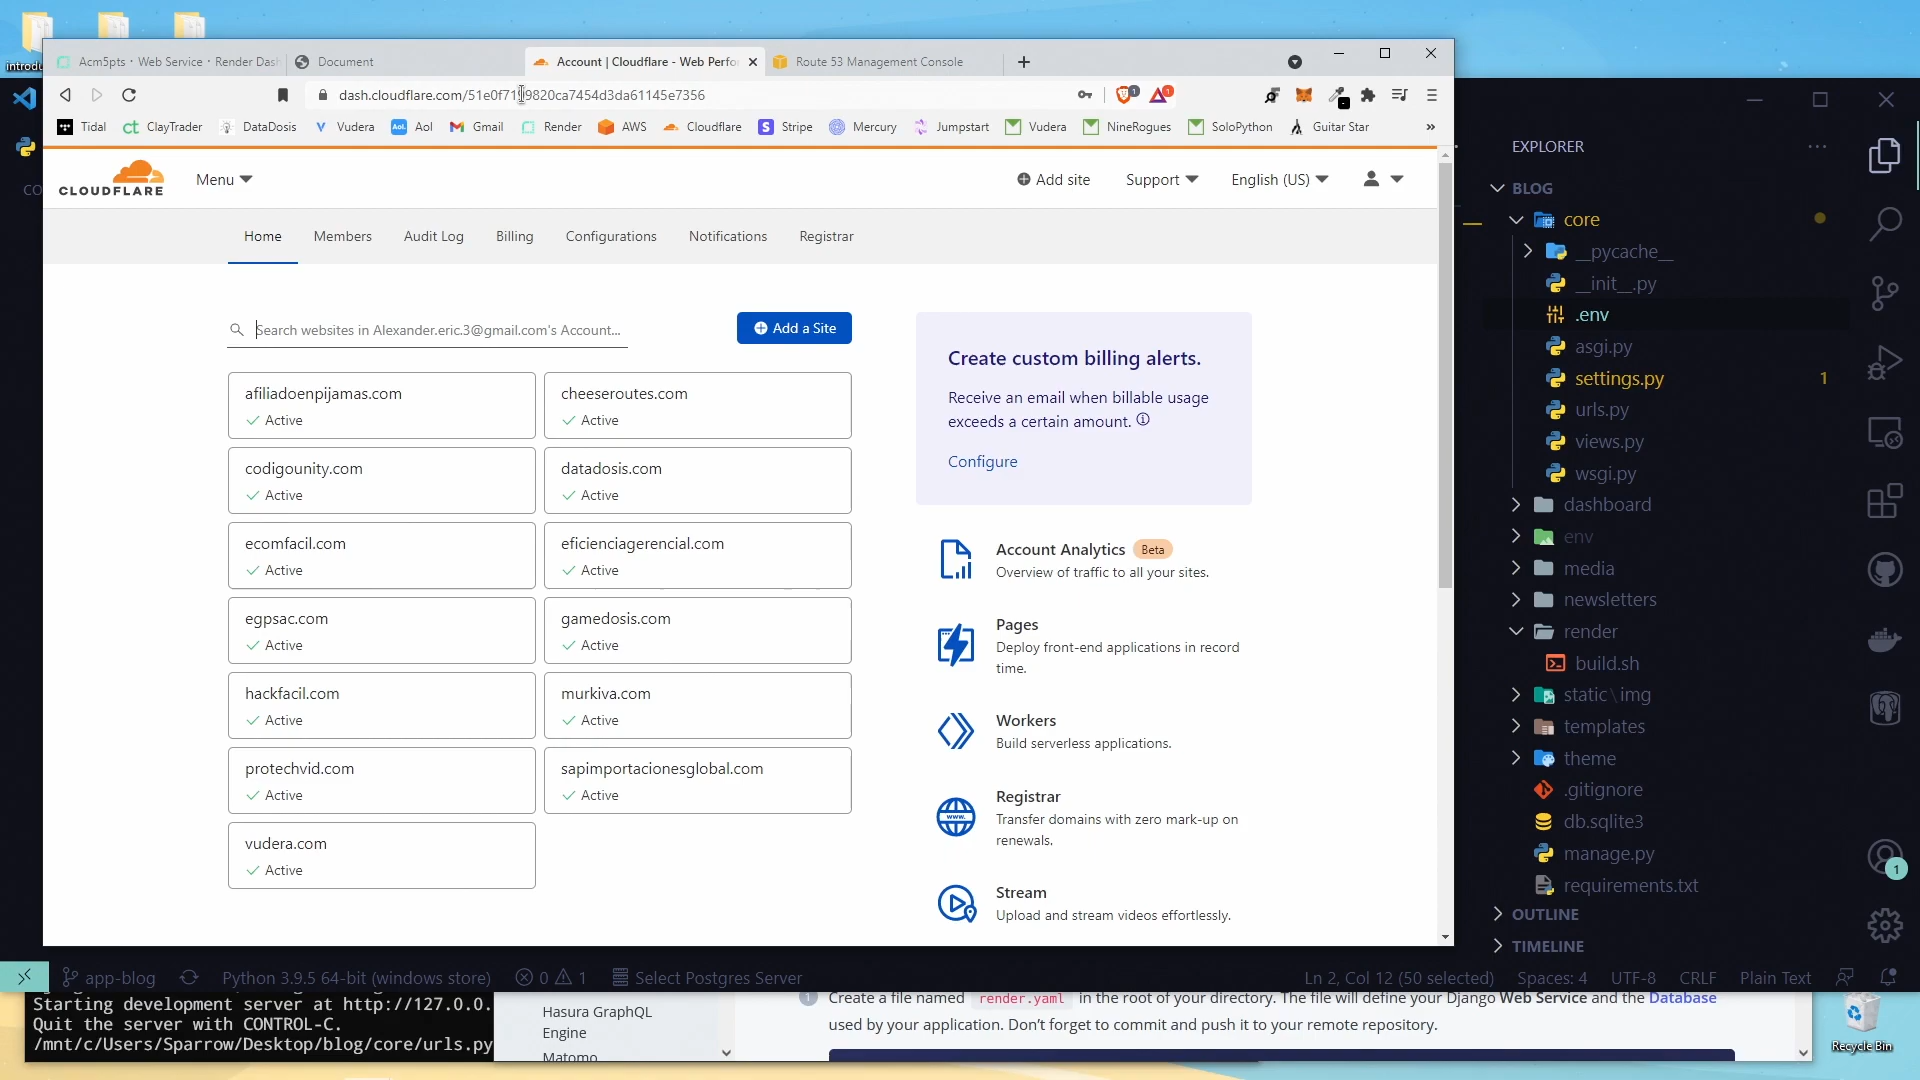 introdu
Acm5pts · Web Service · Render Dash
Document
Account | Cloudflare - Web Perfo
Route 53 Management Console
dash.cloudflare.com/51e0f7199820ca7454d3da61145e7356
1
1
Tidal
ClayTrader
DataDosis
Vudera
Aol
Gmail
Render
AWS
Cloudflare
Stripe
Mercury
Jumpstart
Vudera
NineRogues
SoloPython
Guitar Star
»
CLOUDFLARE
Menu
Add site
Support
English (US)
Home
Members
Audit Log
Billing
Configurations
Notifications
Registrar
Search websites in Alexander.eric.3@gmail.com's Account...
Add a Site
afiliadoenpijamas.com
Active
cheeseroutes.com
Active
codigounity.com
Active
datadosis.com
Active
ecomfacil.com
Active
eficienciagerencial.com
Active
egpsac.com
Active
gamedosis.com
Active
hackfacil.com
Active
murkiva.com
Active
protechvid.com
Active
sapimportacionesglobal.com
Active
vudera.com
Active
Create custom billing alerts.
Receive an email when billable usage
exceeds a certain amount.
Configure
Account Analytics Beta
Overview of traffic to all your sites.
Pages
Deploy front-end applications in record
time.
Workers
Build serverless applications.
Registrar
Transfer domains with zero mark-up on
renewals.
Stream
Upload and stream videos effortlessly.
CO
EXPLORER
BLOG
core
__pycache__
__init__.py
.env
asgi.py
settings.py 1
urls.py
views.py
wsgi.py
dashboard
env
media
newsletters
render
build.sh
static\img
templates
theme
.gitignore
db.sqlite3
manage.py
requirements.txt
OUTLINE
TIMELINE
1
app-blog
Python 3.9.5 64-bit (windows store)
0
1
Select Postgres Server
Ln 2, Col 12 (50 selected)
Spaces: 4
UTF-8
CRLF
Plain Text
Starting development server at http://127.0.0.
Quit the server with CONTROL-C.
/mnt/c/Users/Sparrow/Desktop/blog/core/urls.py
Hasura GraphQL
Engine
Matomo
1 Create a file named render.yaml in the root of your directory. The file will define your Django Web Service and the Database
used by your application. Don't forget to commit and push it to your remote repository.
Recycle Bin